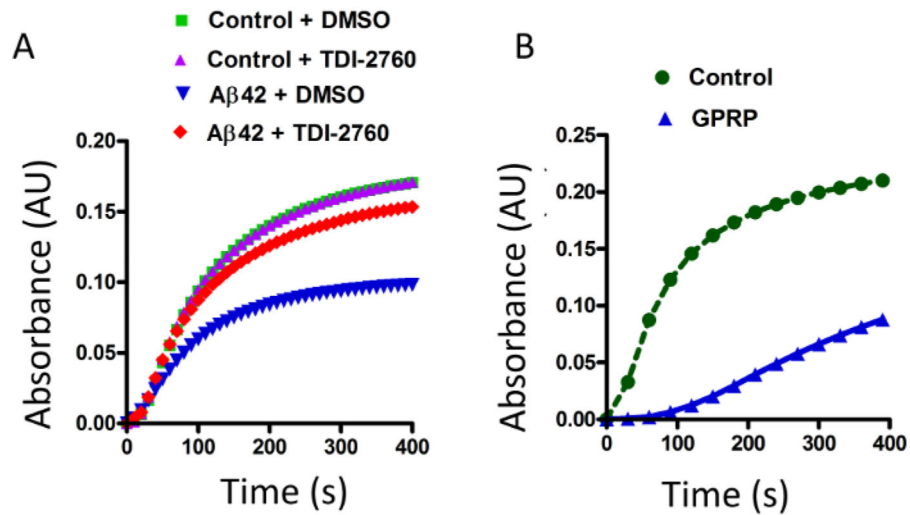 A
Control + DMSO
Control + TDI-2760
Aβ42 + DMSO
Aβ42 + TDI-2760
0.20
0.15
0.10
0.05
0.00
Absorbance (AU)
0 100 200 300 400
Time (s)
B
Control
GPRP
0.25
0.20
0.15
0.10
0.05
0.00
Absorbance (AU)
0 100 200 300 400
Time (s)